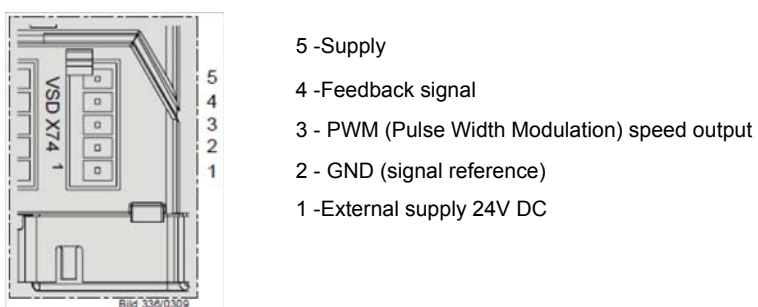 VSD X74 1
5
4
3
2
1
Bild 336/0309
5 -Supply
4 -Feedback signal
3 - PWM (Pulse Width Modulation) speed output
2 - GND (signal reference)
1 -External supply 24V DC